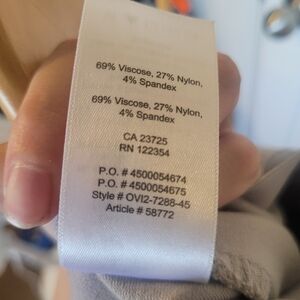 69% Viscose, 27% Nylon,
4% Spandex
69% Viscose, 27% Nylon,
4% Spandex
CA 23725
RN 122354
P.O. # 4500054674
P.O. # 4500054675
Style # OVI2-7288-45
Article # 58772